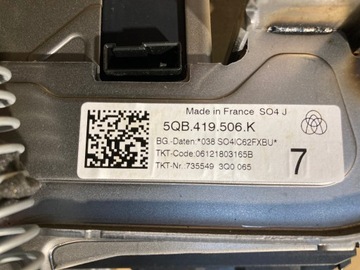 Made in France SO4 J
5QB.419.506.K
BG.-Daten:*038 SO4IC62FXBU*
TKT-Code:06121803165B
TKT-Nr.:735549 3Q0 065
7